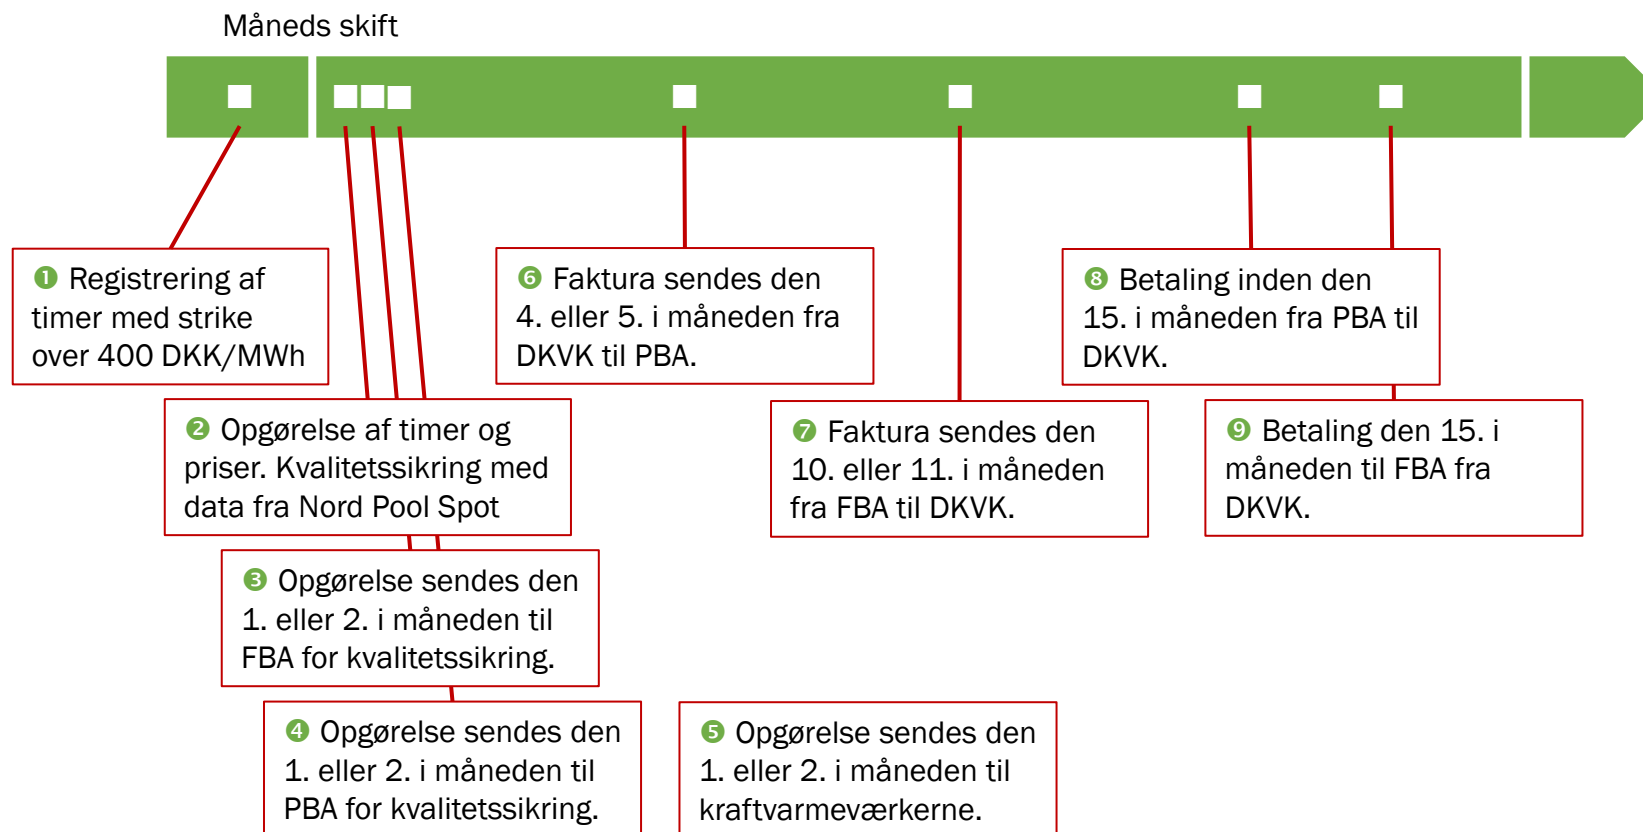 Måneds skift
❶ Registrering af
timer med strike
over 400 DKK/MWh
❷ Opgørelse af timer og
priser. Kvalitetssikring med
data fra Nord Pool Spot
❸ Opgørelse sendes den
1. eller 2. i måneden til
FBA for kvalitetssikring.
❹ Opgørelse sendes den
1. eller 2. i måneden til
PBA for kvalitetssikring.
❺ Opgørelse sendes den
1. eller 2. i måneden til
kraftvarmeværkerne.
❻ Faktura sendes den
4. eller 5. i måneden fra
DKVK til PBA.
❼ Faktura sendes den
10. eller 11. i måneden
fra FBA til DKVK.
❽ Betaling inden den
15. i måneden fra PBA til
DKVK.
❾ Betaling den 15. i
måneden til FBA fra
DKVK.